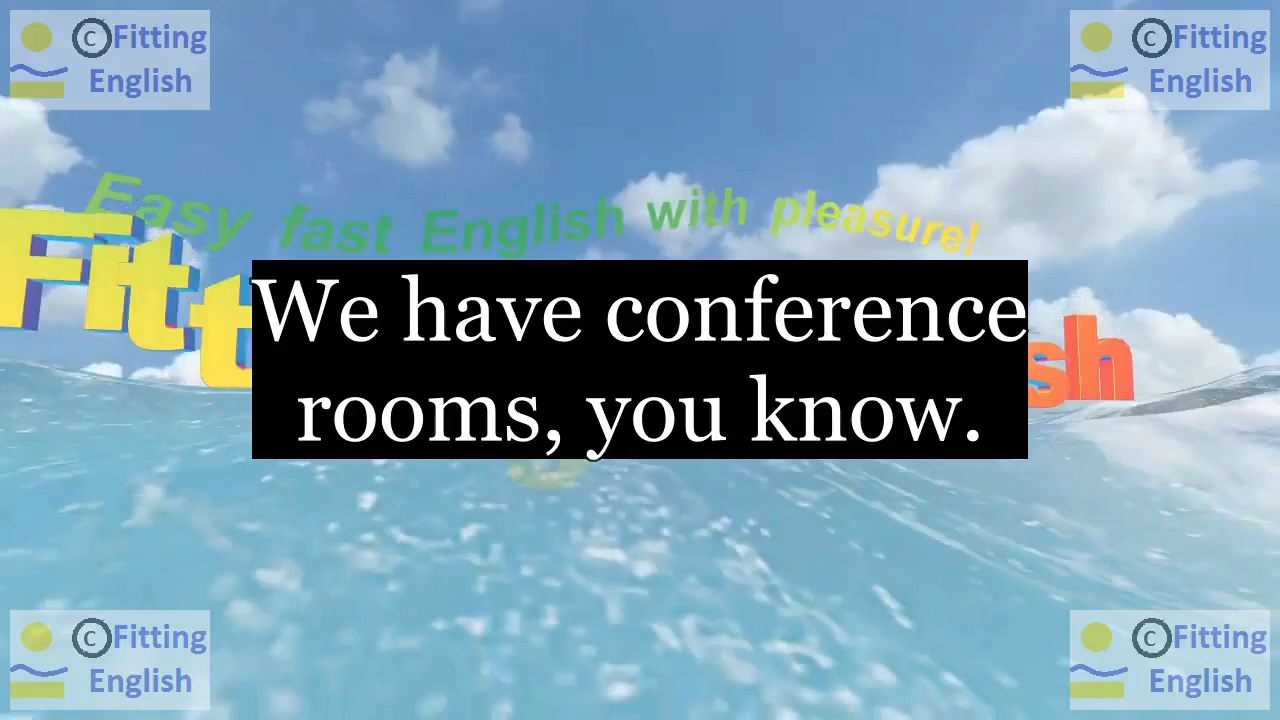 ©Fitting
English
©Fitting
English
Easy fast English with pleasure!
We have conference
rooms, you know.
©Fitting
English
©Fitting
English